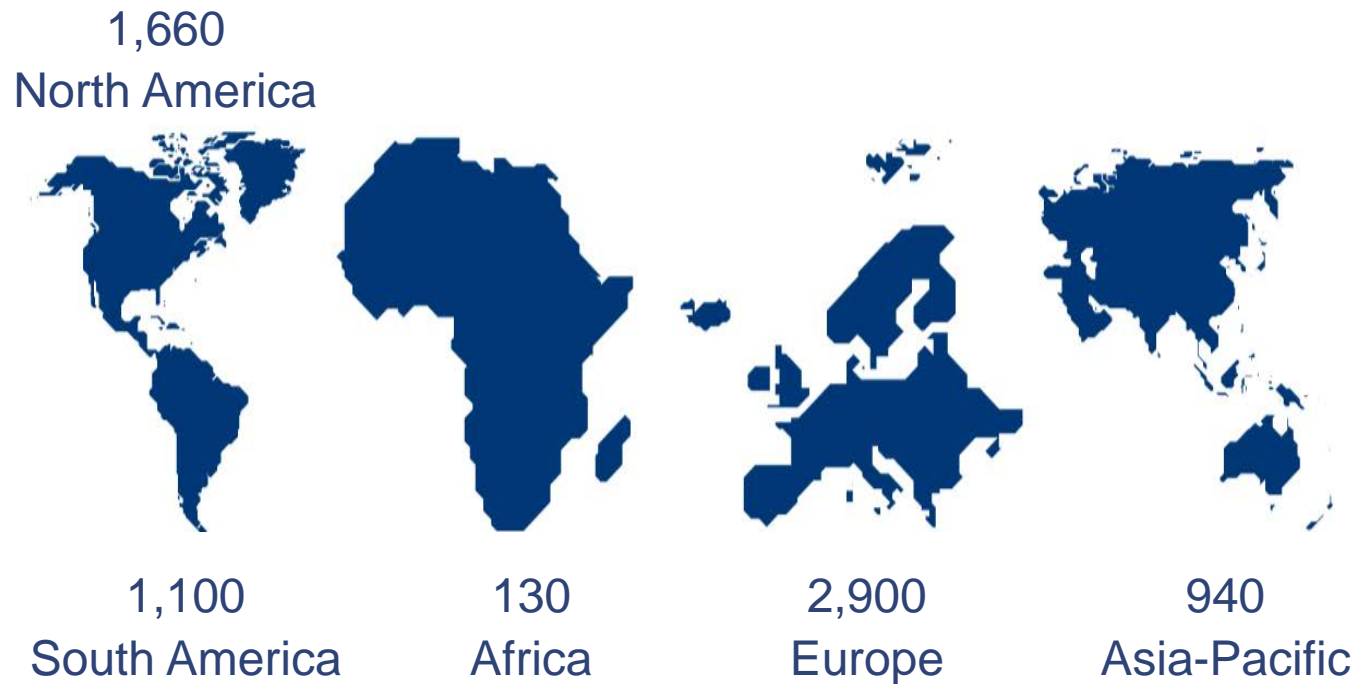 1,660
North America
1,100
South America
130
Africa
2,900
Europe
940
Asia-Pacific